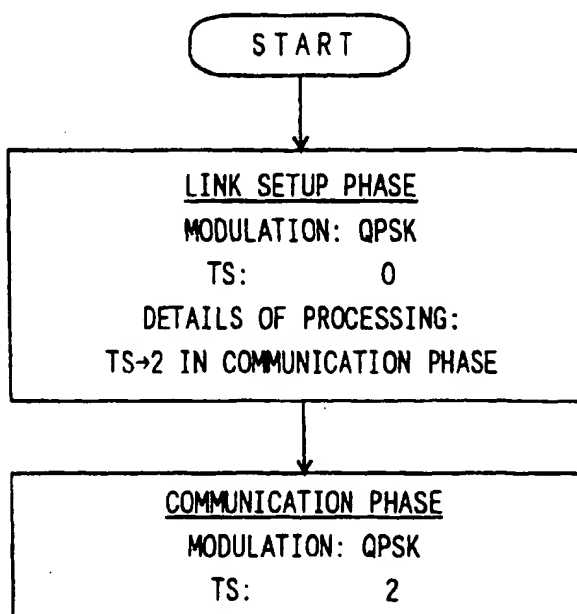 START
LINK SETUP PHASE
MODULATION: QPSK
TS: 0
DETAILS OF PROCESSING:
TS→2 IN COMMUNICATION PHASE
COMMUNICATION PHASE
MODULATION: QPSK
TS: 2